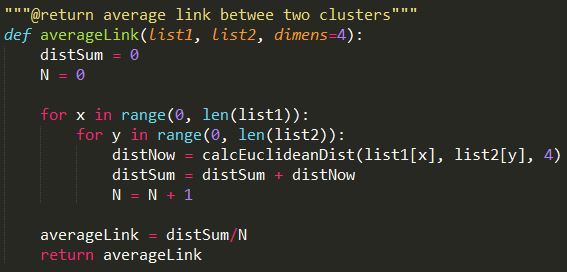 """@return average link betwee two clusters"""
def averageLink(list1, list2, dimens=4):
    distSum = 0
    N = 0

    for x in range(0, len(list1)):
        for y in range(0, len(list2)):
            distNow = calcEuclideanDist(list1[x], list2[y], 4)
            distSum = distSum + distNow
            N = N + 1

    averageLink = distSum/N
    return averageLink